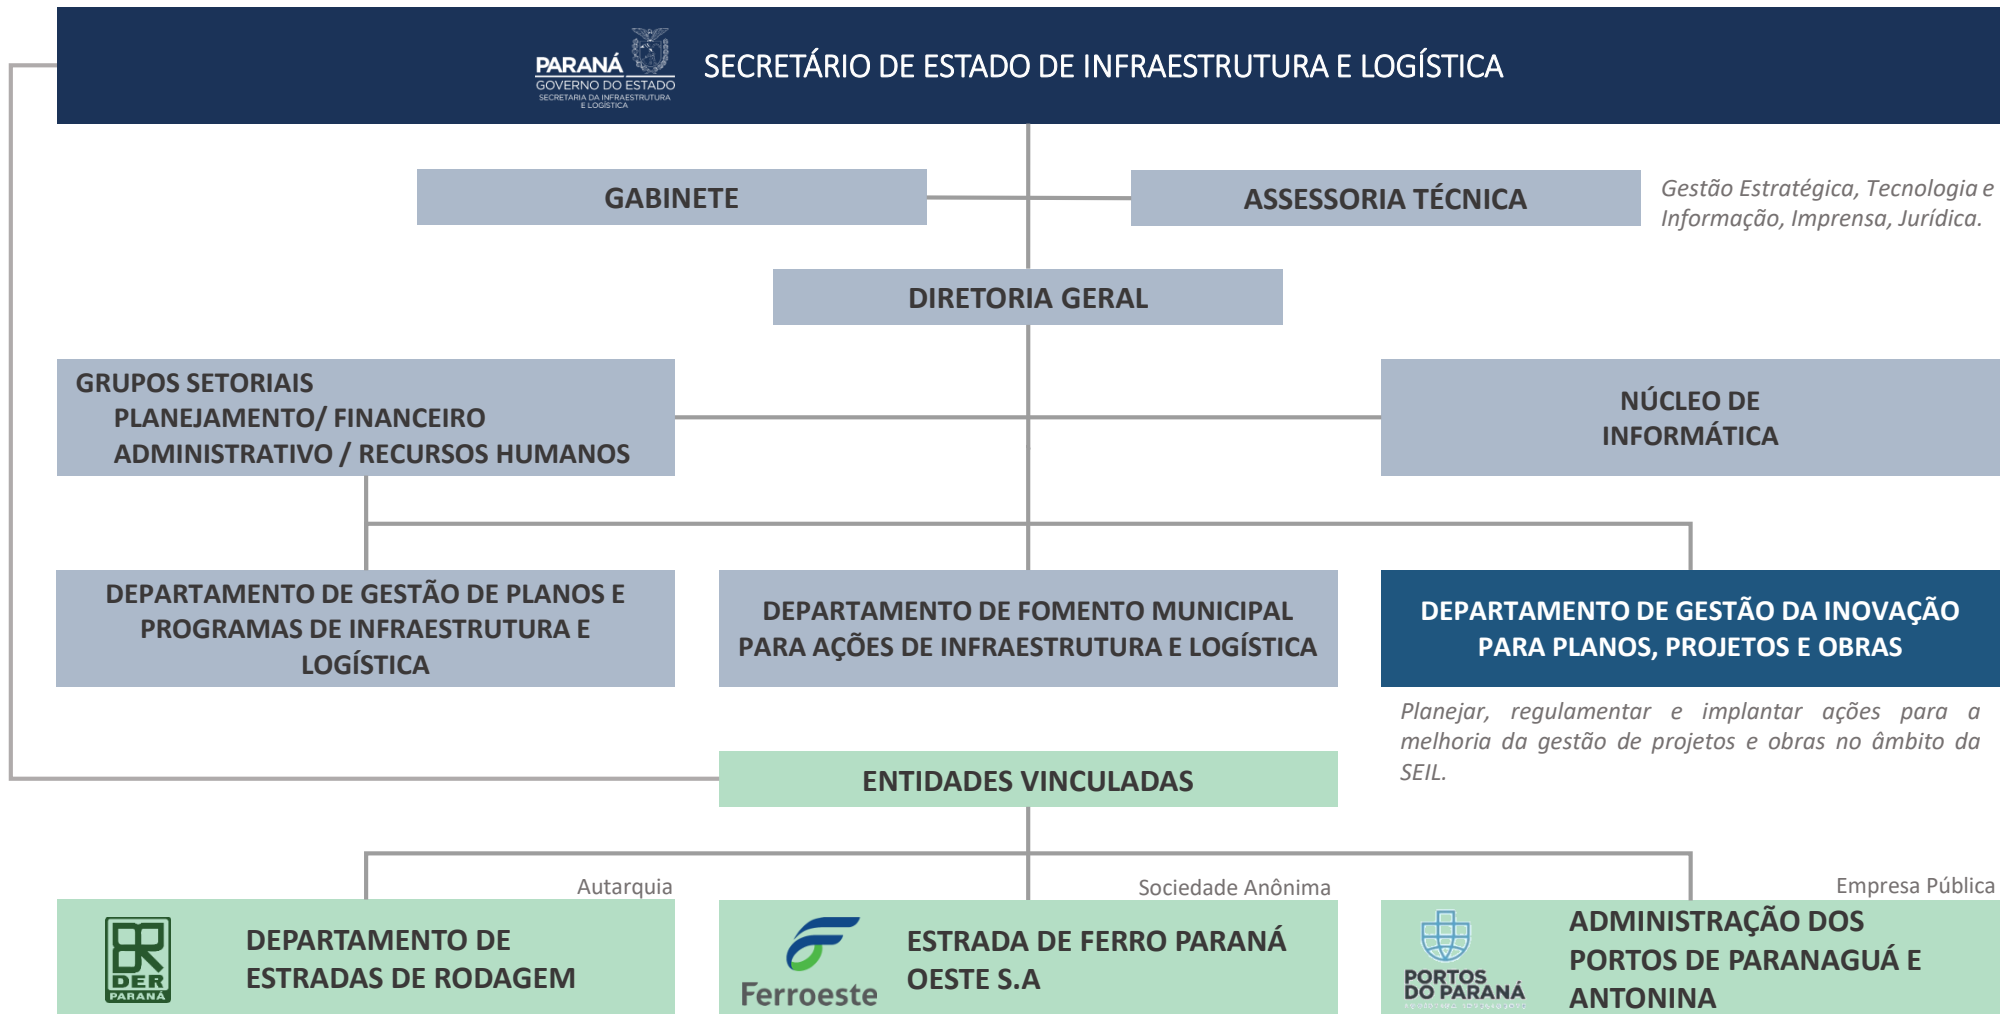 PARANÁ
GOVERNO DO ESTADO
SECRETARIA DA INFRAESTRUTURA
E LOGÍSTICA
SECRETÁRIO DE ESTADO DE INFRAESTRUTURA E LOGÍSTICA
GABINETE
ASSESSORIA TÉCNICA
Gestão Estratégica, Tecnologia e
Informação, Imprensa, Jurídica.
DIRETORIA GERAL
GRUPOS SETORIAIS
PLANEJAMENTO/ FINANCEIRO
ADMINISTRATIVO / RECURSOS HUMANOS
NÚCLEO DE
INFORMÁTICA
DEPARTAMENTO DE GESTÃO DE PLANOS E
PROGRAMAS DE INFRAESTRUTURA E
LOGÍSTICA
DEPARTAMENTO DE FOMENTO MUNICIPAL
PARA AÇÕES DE INFRAESTRUTURA E LOGÍSTICA
DEPARTAMENTO DE GESTÃO DA INOVAÇÃO
PARA PLANOS, PROJETOS E OBRAS
Planejar, regulamentar e implantar ações para a
melhoria da gestão de projetos e obras no âmbito da
SEIL.
ENTIDADES VINCULADAS
Autarquia
DER
PARANÁ
DEPARTAMENTO DE
ESTRADAS DE RODAGEM
Sociedade Anônima
Ferroeste
ESTRADA DE FERRO PARANÁ
OESTE S.A
Empresa Pública
PORTOS
DO PARANÁ
ADMINISTRAÇÃO DOS
PORTOS DE PARANAGUÁ E
ANTONINA